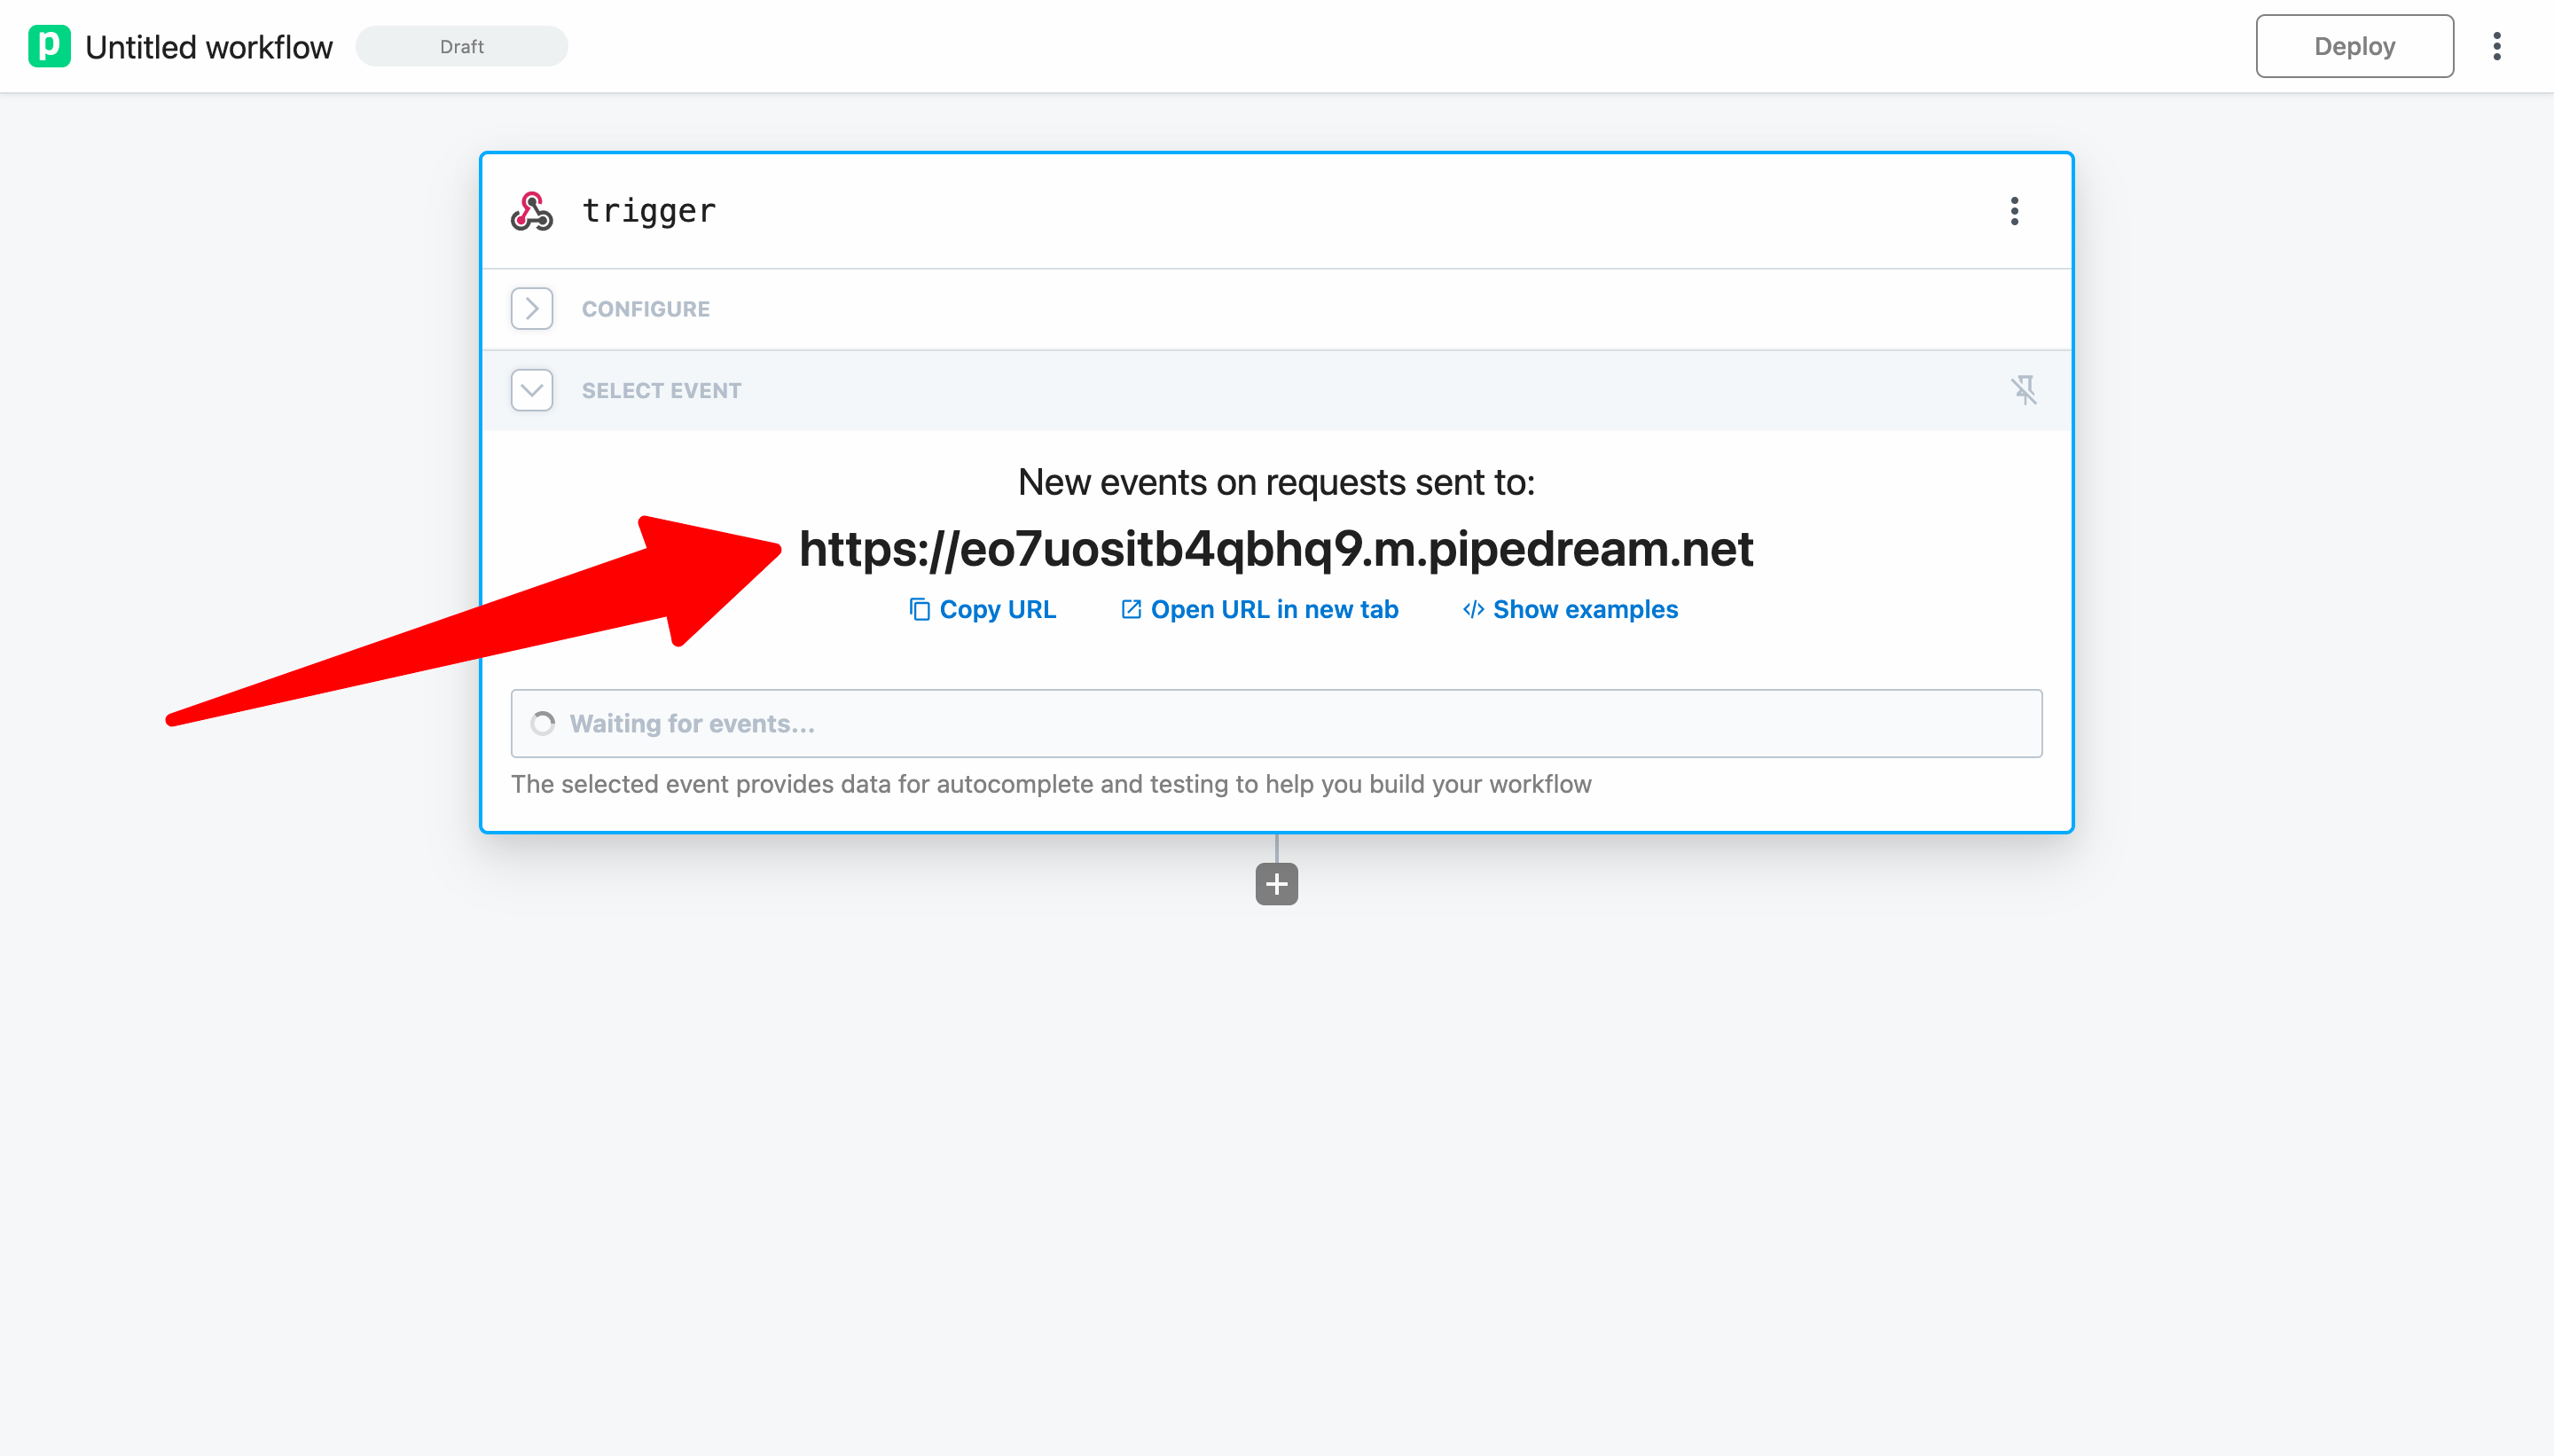 p Untitled workflow Draft Deploy
trigger
CONFIGURE
SELECT EVENT
New events on requests sent to:
https://eo7uositb4qbhq9.m.pipedream.net
Copy URL Open URL in new tab </> Show examples
Waiting for events...
The selected event provides data for autocomplete and testing to help you build your workflow